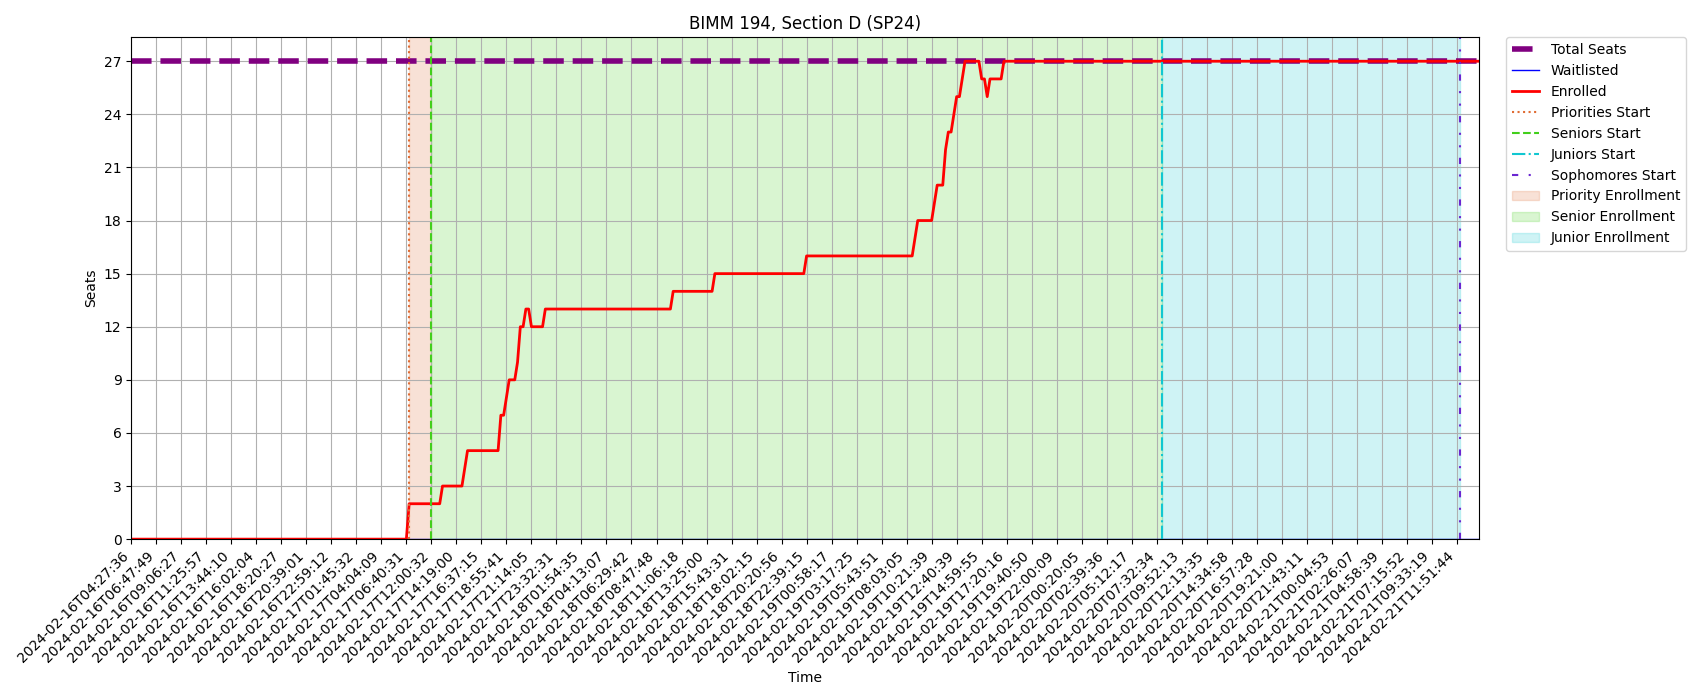 BIMM 194, Section D (SP24)
Total Seats
Waitlisted
Enrolled
Priorities Start
Seniors Start
Juniors Start
Sophomores Start
Priority Enrollment
Senior Enrollment
Junior Enrollment
Seats
27
24
21
18
15
12
9
6
3
0
2024-02-16T04:27:36
2024-02-16T06:47:49
2024-02-16T09:06:27
2024-02-16T11:25:57
2024-02-16T13:44:10
2024-02-16T16:02:04
2024-02-16T18:20:27
2024-02-16T20:39:01
2024-02-16T22:59:12
2024-02-17T01:45:32
2024-02-17T04:04:09
2024-02-17T06:40:31
2024-02-17T12:00:32
2024-02-17T14:19:00
2024-02-17T16:37:15
2024-02-17T18:55:41
2024-02-17T21:14:05
2024-02-17T23:32:31
2024-02-18T01:54:35
2024-02-18T04:13:07
2024-02-18T06:29:42
2024-02-18T08:47:48
2024-02-18T11:06:18
2024-02-18T13:25:00
2024-02-18T15:43:31
2024-02-18T18:02:15
2024-02-18T20:20:56
2024-02-18T22:39:15
2024-02-19T00:58:17
2024-02-19T03:17:25
2024-02-19T05:43:51
2024-02-19T08:03:05
2024-02-19T10:21:39
2024-02-19T12:40:39
2024-02-19T14:59:55
2024-02-19T17:20:16
2024-02-19T19:40:50
2024-02-19T22:00:09
2024-02-20T00:20:05
2024-02-20T02:39:36
2024-02-20T05:12:17
2024-02-20T07:32:34
2024-02-20T09:52:13
2024-02-20T12:13:35
2024-02-20T14:34:58
2024-02-20T16:57:28
2024-02-20T19:21:00
2024-02-20T21:43:11
2024-02-21T00:04:53
2024-02-21T02:26:07
2024-02-21T04:58:39
2024-02-21T07:15:52
2024-02-21T09:33:19
2024-02-21T11:51:44
Time